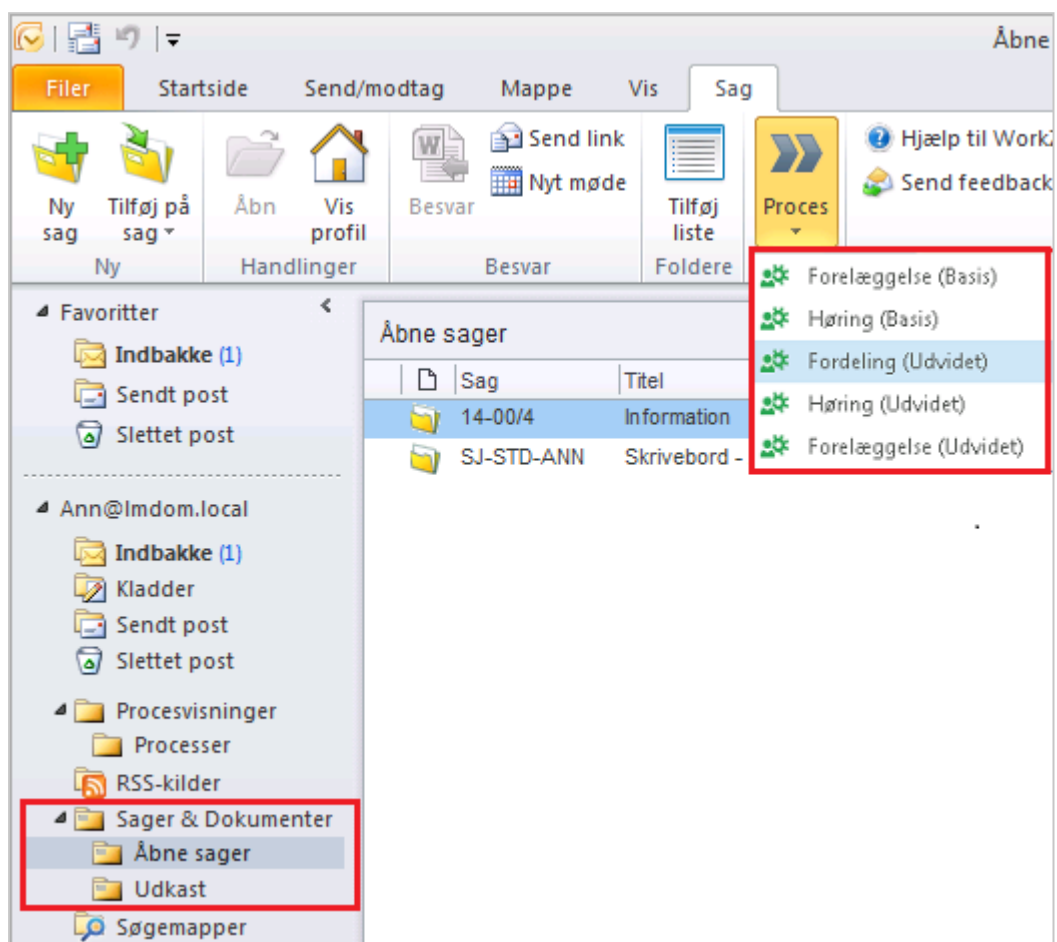 Åbne
Filer Startside Send/modtag Mappe Vis Sag
Ny sag
Tilføj på sag
Åbn
Vis profil
Besvar
Send link
Nyt møde
Tilføj liste
Proces
Hjælp til Work
Send feedback
Ny Handlinger Besvar Foldere
Forelæggelse (Basis)
Høring (Basis)
Fordeling (Udvidet)
Høring (Udvidet)
Forelæggelse (Udvidet)
Favoritter
Indbakke (1)
Sendt post
Slettet post
Ann@lmdom.local
Indbakke (1)
Kladder
Sendt post
Slettet post
Procesvisninger
Processer
RSS-kilder
Sager & Dokumenter
Åbne sager
Udkast
Søgemapper
Åbne sager
Sag Titel
14-00/4 Information
SJ-STD-ANN Skrivebord -